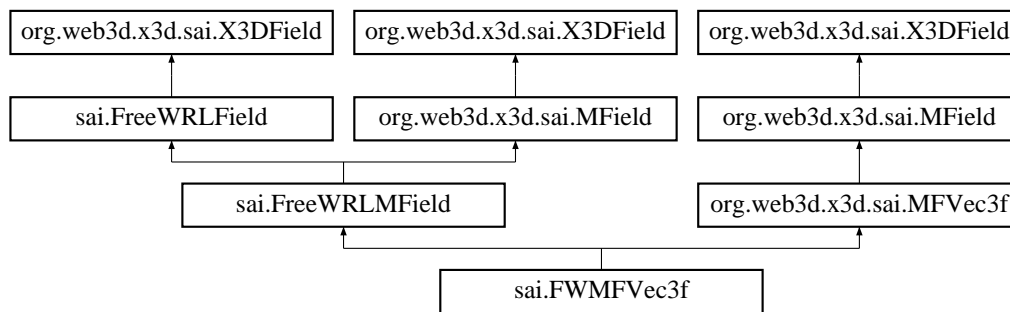 org.web3d.x3d.sai.X3DField
org.web3d.x3d.sai.X3DField
org.web3d.x3d.sai.X3DField
sai.FreeWRLField
org.web3d.x3d.sai.MField
org.web3d.x3d.sai.MField
sai.FreeWRLMField
org.web3d.x3d.sai.MFVec3f
sai.FWMFVec3f